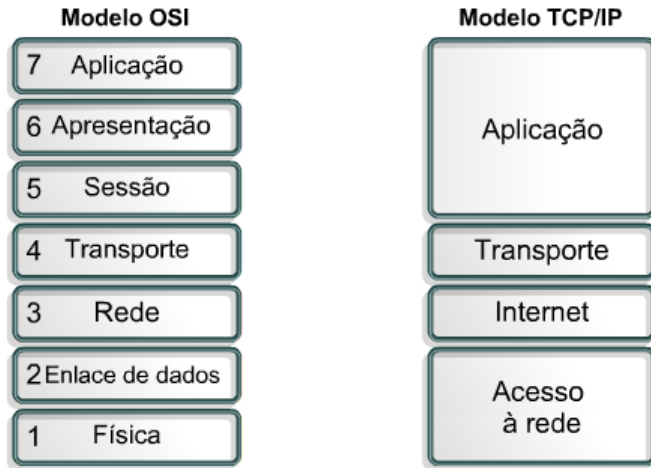 Modelo OSI
7 Aplicação
6 Apresentação
5 Sessão
4 Transporte
3 Rede
2 Enlace de dados
1 Física
Modelo TCP/IP
Aplicação
Transporte
Internet
Acesso
à rede